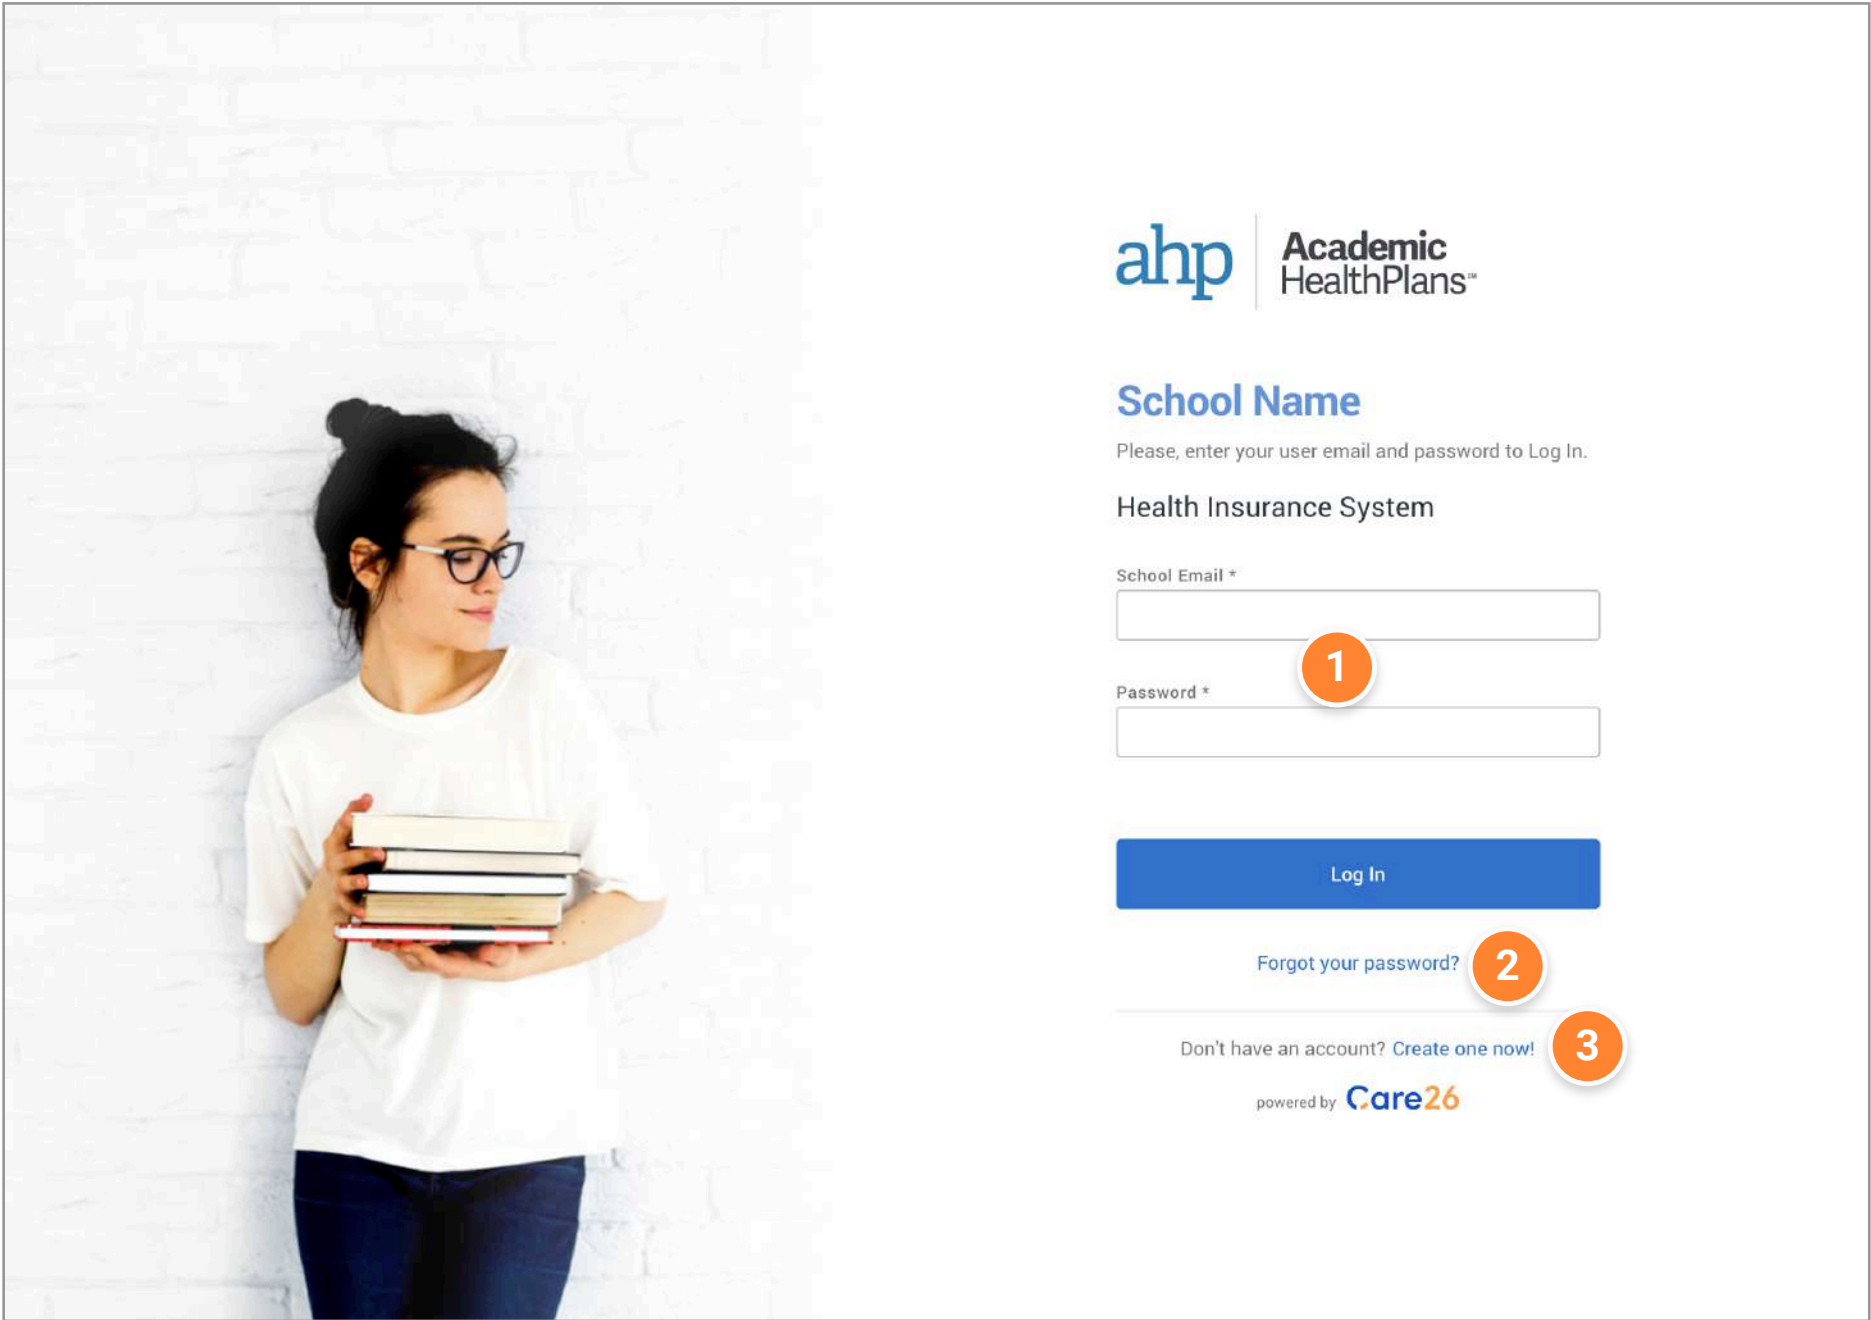 ahp
Academic
HealthPlans℠
School Name
Please, enter your user email and password to Log In.
Health Insurance System
School Email *
1
Password *
Log In
Forgot your password?
2
Don't have an account? Create one now!
3
powered by Care26